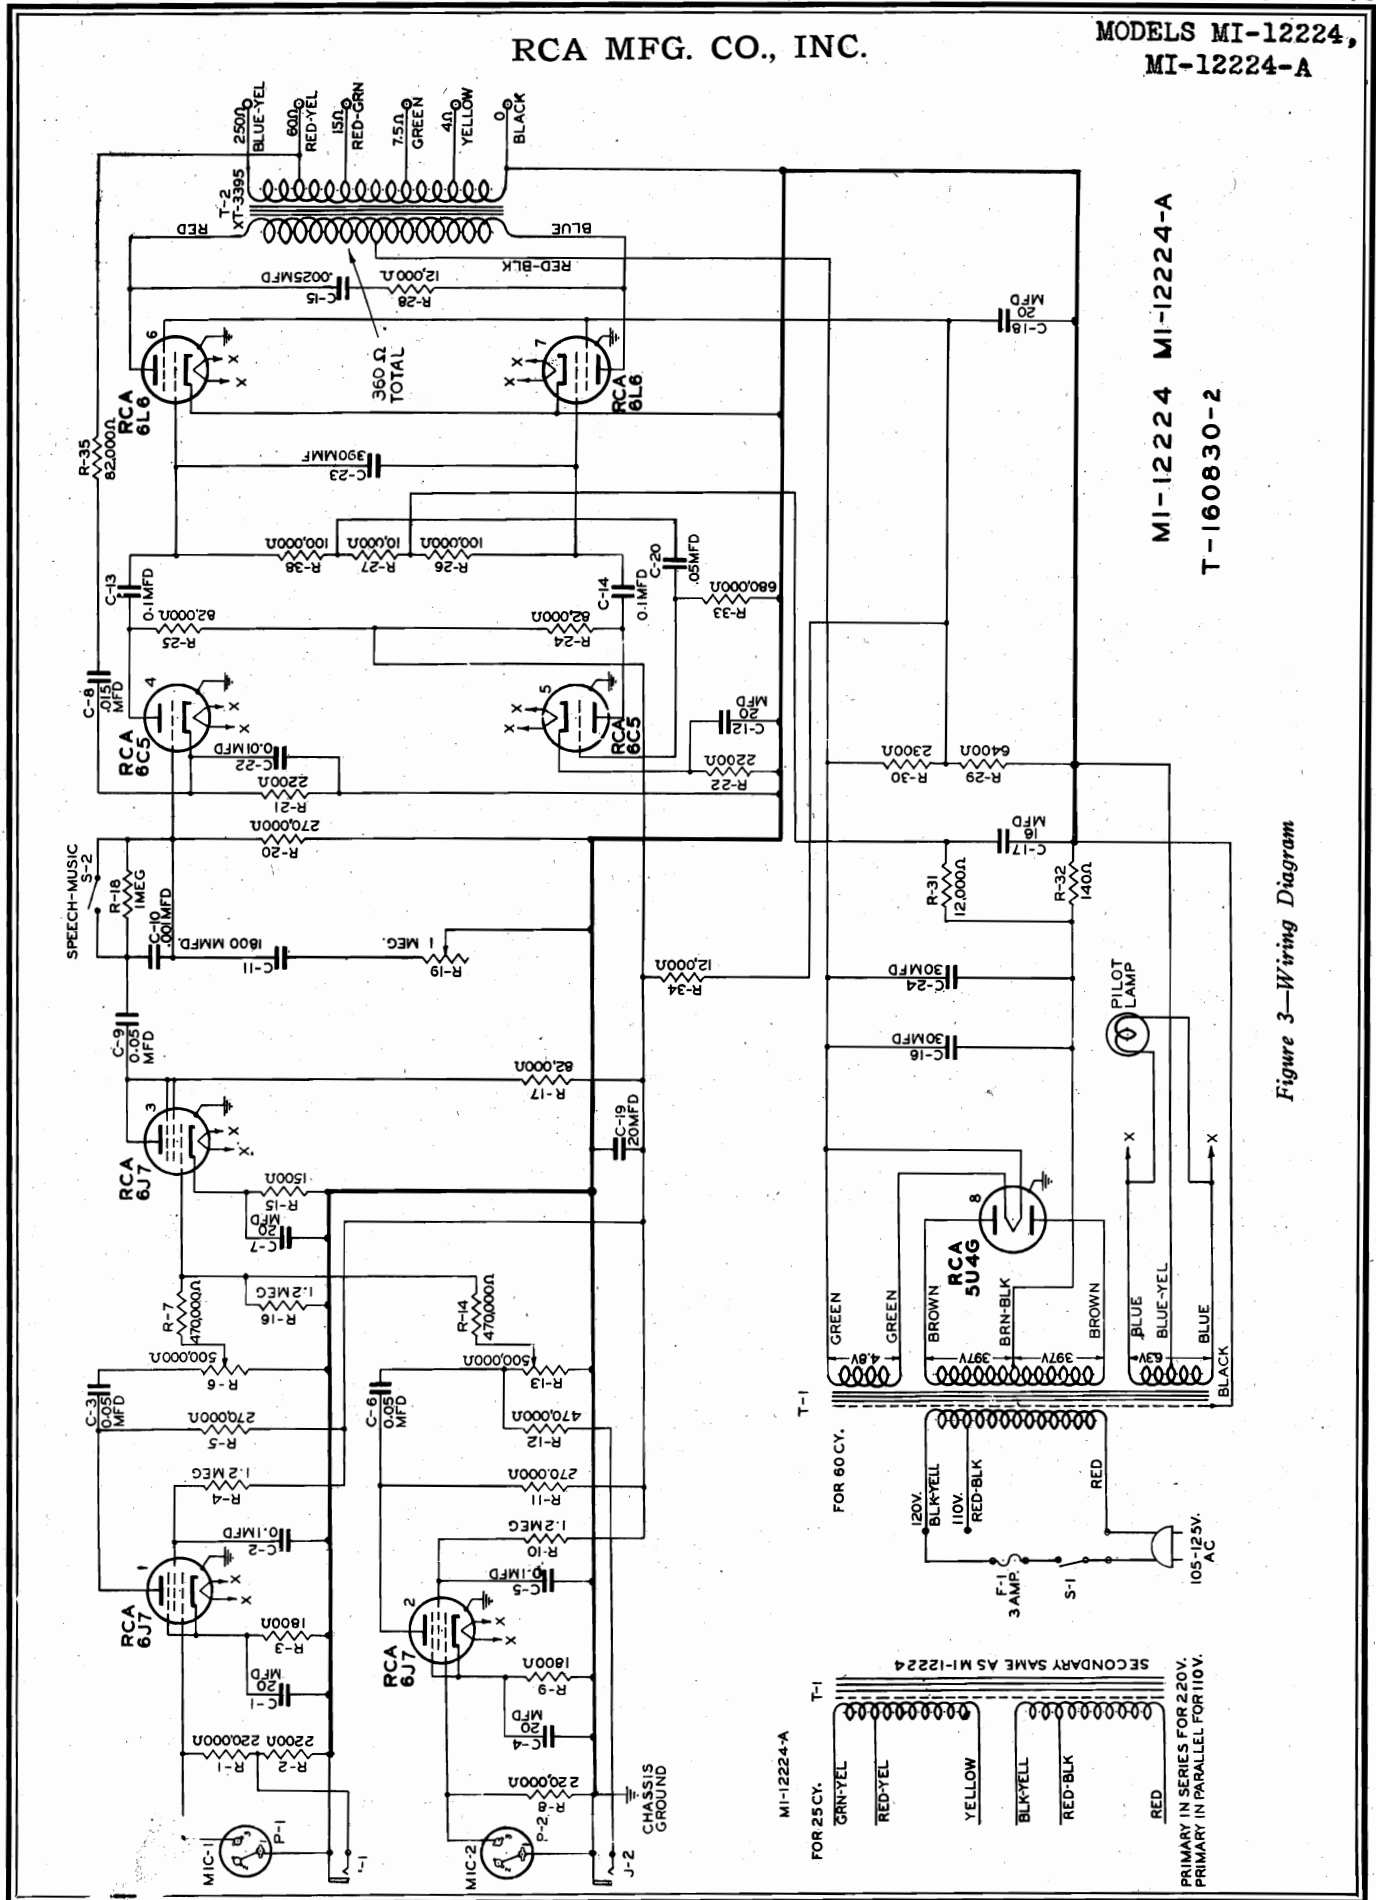 RCA MFG. CO., INC.
MODELS MI-12224,
MI-12224-A
250Ω
BLUE-YEL
60Ω
RED-YEL
15Ω
RED-GRN
7.5Ω
GREEN
4Ω
YELLOW
0
BLACK
T-2
XT-3395
RED
BLUE
RED-BLK
C-15
.0025MFD
R-28
12,000Ω
360 Ω
TOTAL
RCA
6L6
6
X
X
RCA
6L6
7
X
X
C-18
20
MFD
R-35
82,000Ω
C-23
390MMF
R-38
100,000Ω
R-27
10,000Ω
R-26
100,000Ω
C-13
0.1MFD
C-14
0.1MFD
C-20
.05MFD
R-33
680,000Ω
R-25
82,000Ω
R-24
82,000Ω
C-8
.015
MFD
RCA
6C5
4
X
X
RCA
6C5
5
X
X
C-22
0.01MFD
R-21
2200Ω
C-12
20
MFD
R-22
2200Ω
R-20
270,000Ω
R-30
2300Ω
R-29
6400Ω
MI-12224 MI-12224-A
T-160830-2
SPEECH-MUSIC
S-2
R-18
1MEG
C-10
.001MFD
C-11
1800 MMFD.
R-19
1 MEG.
C-17
16
MFD
R-31
12,000Ω
R-32
140Ω
R-34
12,000Ω
C-24
30MFD
C-16
30MFD
PILOT
LAMP
C-9
0.05
MFD
R-17
82,000Ω
C-19
20MFD
RCA
6J7
3
X
X
R-15
1500Ω
C-7
20
MFD
R-7
470,000Ω
R-16
1.2MEG
R-14
470,000Ω
R-6
500,000Ω
R-13
500,000Ω
C-3
0.05
MFD
R-5
270,000Ω
C-6
0.05
MFD
R-12
470,000Ω
R-4
1.2MEG
R-11
270.000Ω
C-2
0.1MFD
R-10
1.2MEG
C-5
0.1MFD
RCA
6J7
1
X
X
RCA
6J7
2
X
X
R-3
1800Ω
C-1
20
MFD
R-9
1800Ω
C-4
20
MFD
R-1
220,000Ω
R-2
2200Ω
R-8
220,000Ω
MIC-1
P-1
MIC-2
P-2
J-2
CHASSIS
GROUND
RCA
5U4G
8
X
X
GREEN
GREEN
BROWN
BRN-BLK
BROWN
BLUE
BLUE-YEL
BLUE
BLACK
4.8V
397V
397V
6.3V
T-1
FOR 60 CY.
120V.
BLK-YELL
110V.
RED-BLK
RED
F-1
3 AMP.
S-1
105-125V.
AC
MI-12224-A
FOR 25CY.
T-1
SECONDARY SAME AS MI-12224
GRN-YEL
RED-YEL
YELLOW
BLK-YELL
RED-BLK
RED
PRIMARY IN SERIES FOR 220V.
PRIMARY IN PARALLEL FOR 110V.
Figure 3—Wiring Diagram